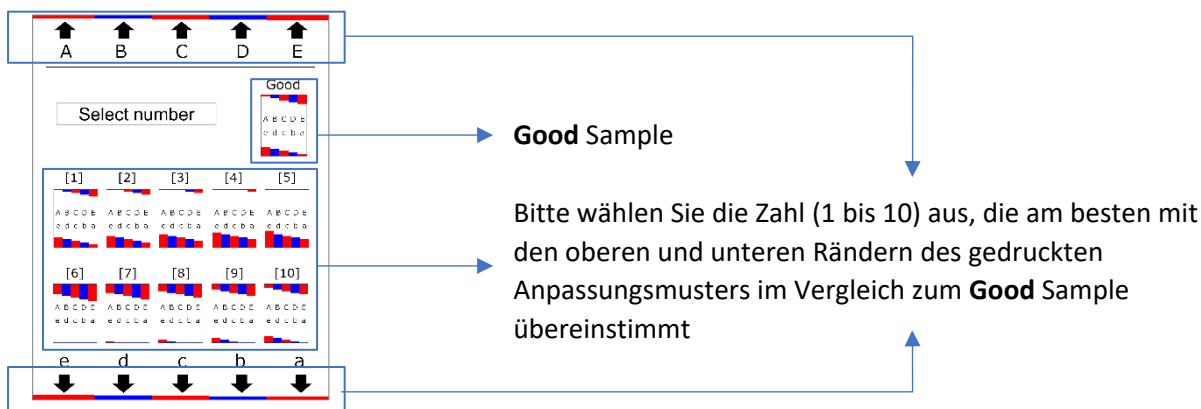 A B C D E
Good
Select number
A B C D E
e d c b a
Good Sample
[1] [2] [3] [4] [5]
A B C D E A B C D E A B C D E A B C D E A B C D E
e d c b a e d c b a e d c b a e d c b a e d c b a
Bitte wählen Sie die Zahl (1 bis 10) aus, die am besten mit
den oberen und unteren Rändern des gedruckten
Anpassungsmusters im Vergleich zum Good Sample
übereinstimmt
[6] [7] [8] [9] [10]
A B C D E A B C D E A B C D E A B C D E A B C D E
e d c b a e d c b a e d c b a e d c b a e d c b a
e d c b a